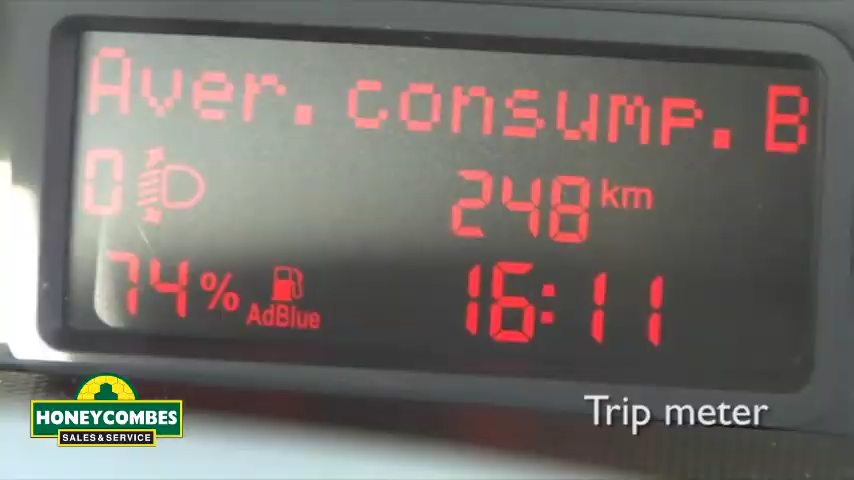 Aver. consump. B
0 248 km
74 % AdBlue 16:11
Trip meter
HONEYCOMBES
SALES & SERVICE